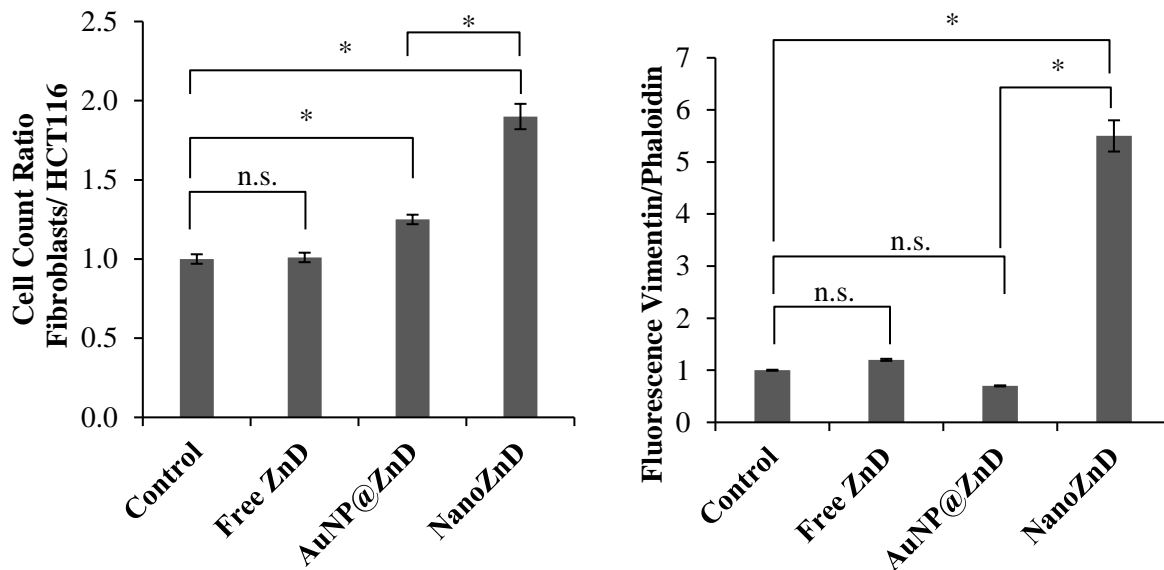 Cell Count Ratio
Fibroblasts/ HCT116
2.5
2.0
1.5
1.0
0.5
0.0
*
*
*
n.s.
Control
Free ZnD
AuNP@ZnD
NanoZnD
Fluorescence Vimentin/Phaloidin
7
6
5
4
3
2
1
0
*
*
n.s.
n.s.
Control
Free ZnD
AuNP@ZnD
NanoZnD